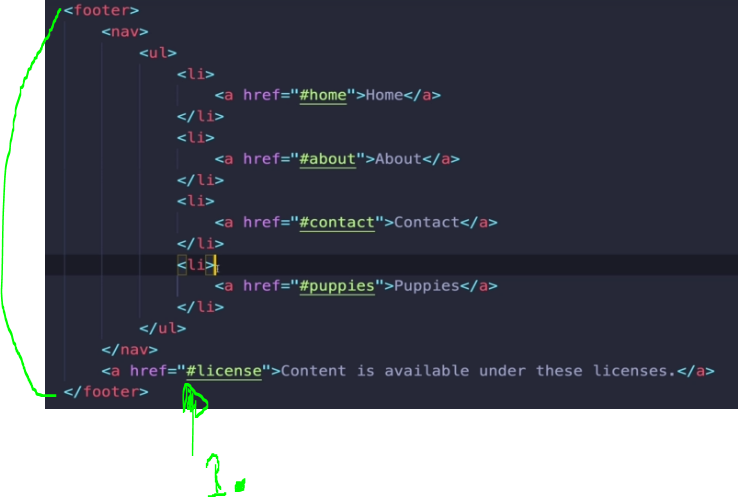 <footer>
<nav>
<ul>
<li>
<a href="#home">Home</a>
</li>
<li>
<a href="#about">About</a>
</li>
<li>
<a href="#contact">Contact</a>
</li>
<li>
<a href="#puppies">Puppies</a>
</li>
</ul>
</nav>
<a href="#license">Content is available under these licenses.</a>
</footer>